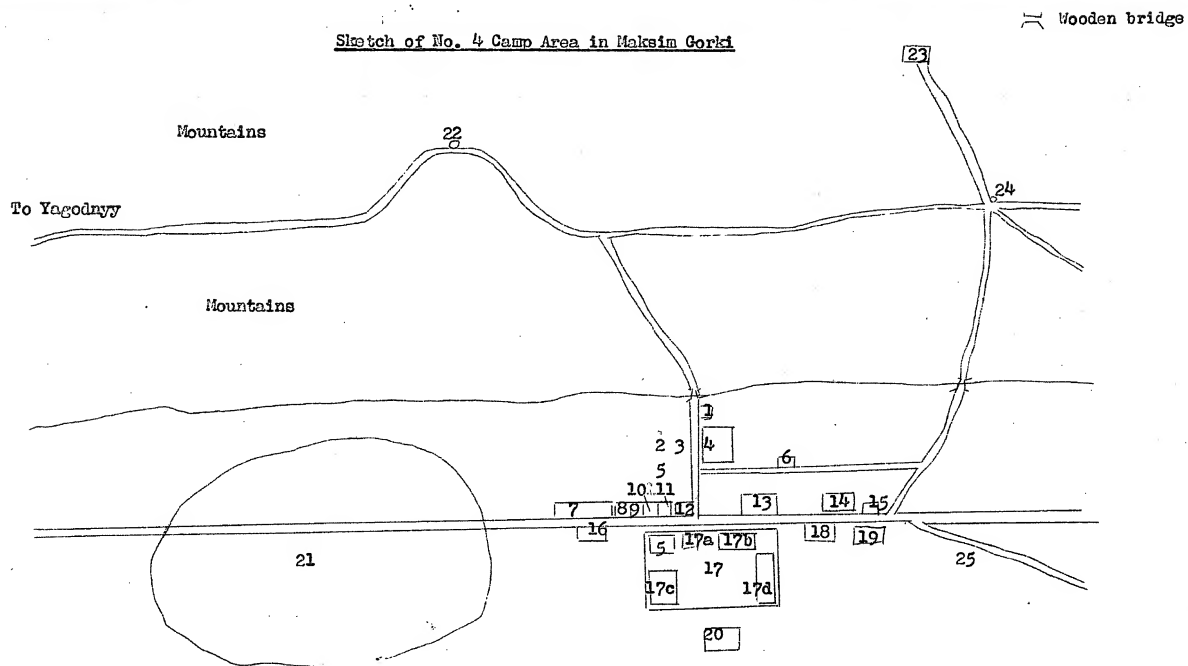 Wooden bridge
Sketch of No. 4 Camp Area in Maksim Gorki
23
Mountains
22
24
To Yagodnyy
Mountains
1
2 3 4
5
6
10 11
7 8 9 12 13 14 15
16
5 17a 17b 18 19
21
17
25
17c 17d
20